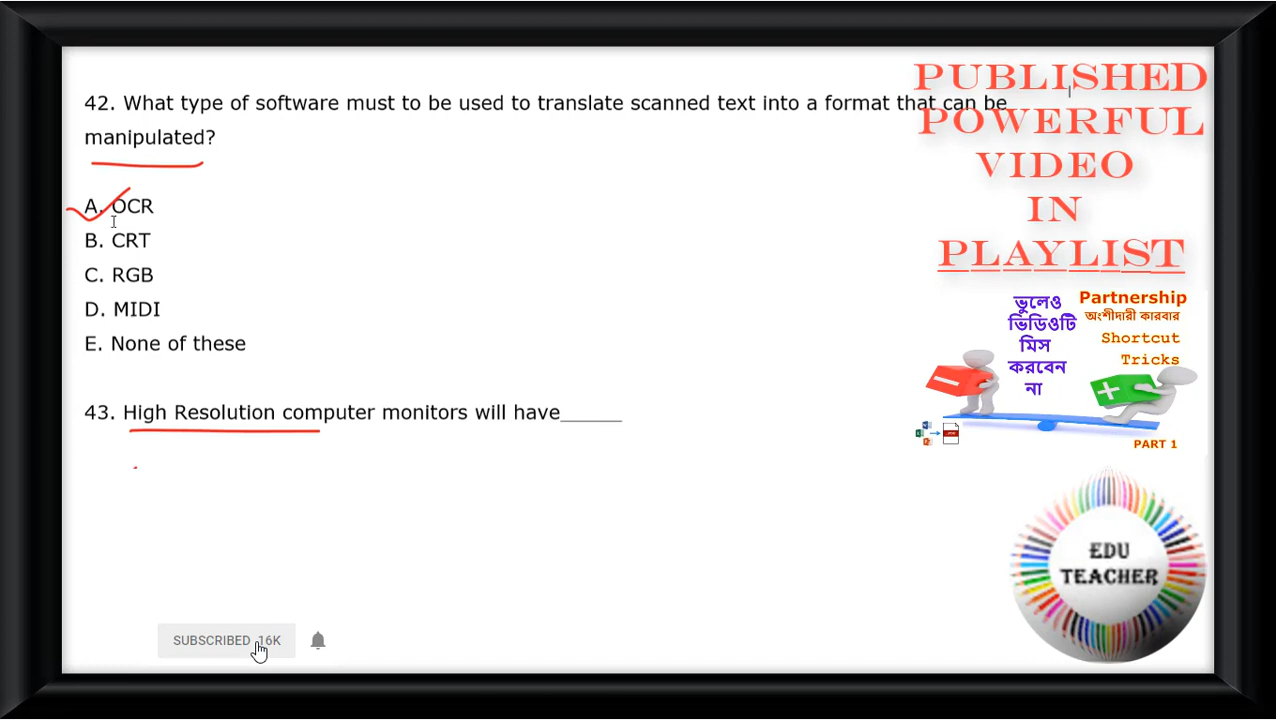 42. What type of software must to be used to translate scanned text into a format that can be
manipulated?
A. OCR
B. CRT
C. RGB
D. MIDI
E. None of these
43. High Resolution computer monitors will have______
PUBLISHED
POWERFUL
VIDEO
IN
PLAYLIST
ভুলেও
ভিডিওটি
মিস
করবেন
না
Partnership
অংশীদারী কারবার
Shortcut
Tricks
PART 1
EDU
TEACHER
SUBSCRIBED 16K